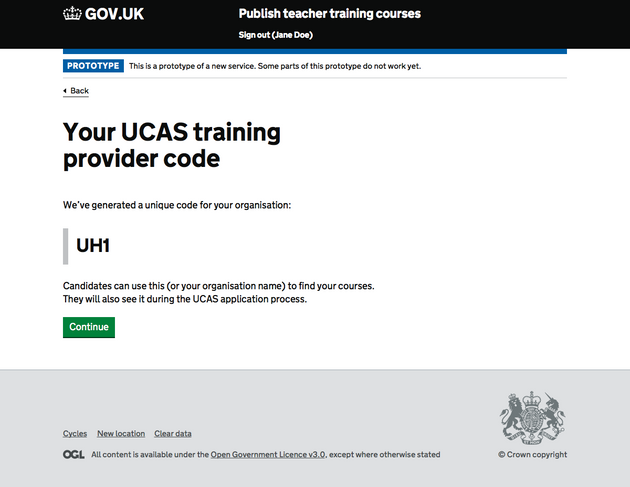 GOV.UK
Publish teacher training courses
Sign out (Jane Doe)
PROTOTYPE This is a prototype of a new service. Some parts of this prototype do not work yet.
Back
Your UCAS training
provider code
We've generated a unique code for your organisation:
UH1
Candidates can use this (or your organisation name) to find your courses.
They will also see it during the UCAS application process.
Continue
Cycles New location Clear data
OGL All content is available under the Open Government Licence v3.0, except where otherwise stated
© Crown copyright